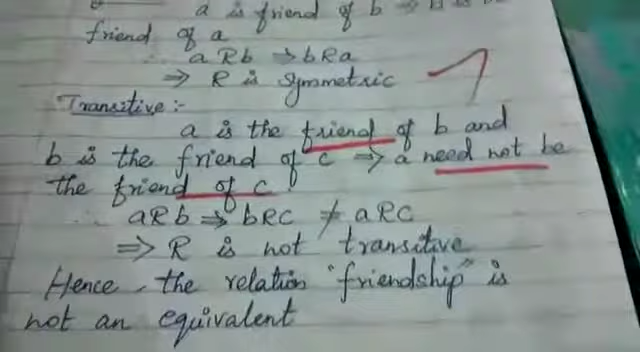 a is friend of b ⇒ b is
friend of a
∴ aRb ⇒ bRa
⇒ R is symmetric
Transitive :-
a is the friend of b and
b is the friend of c ⇒ a need not be
the friend of c.
∴ aRb ⇒ bRc ≠ aRc
⇒ R is not transitive
Hence, the relation "friendship" is
not an equivalent